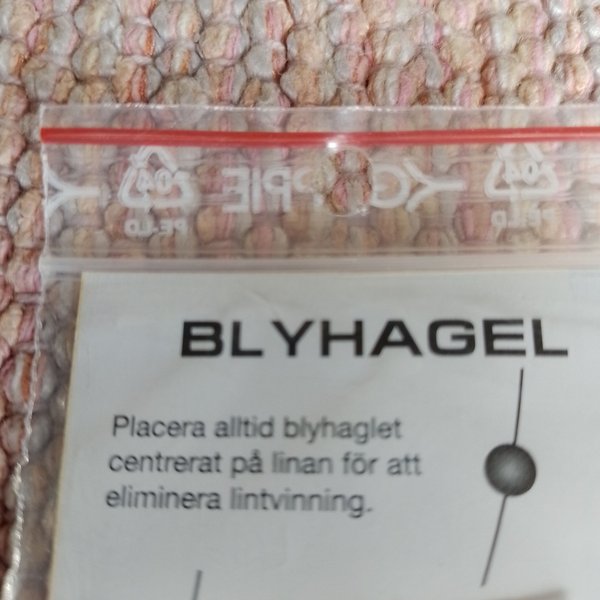 BLYHAGEL
Placera alltid blyhaglet
centrerat på linan för att
eliminera lintvinning.